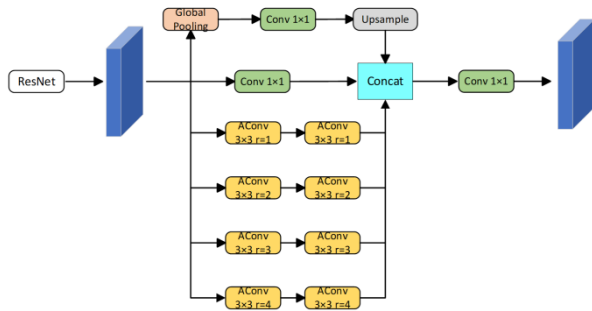 Global
Pooling
Conv 1×1
Upsample
ResNet
Conv 1×1
Concat
Conv 1×1
AConv
3×3 r=1
AConv
3×3 r=1
AConv
3×3 r=2
AConv
3×3 r=2
AConv
3×3 r=3
AConv
3×3 r=3
AConv
3×3 r=4
AConv
3×3 r=4